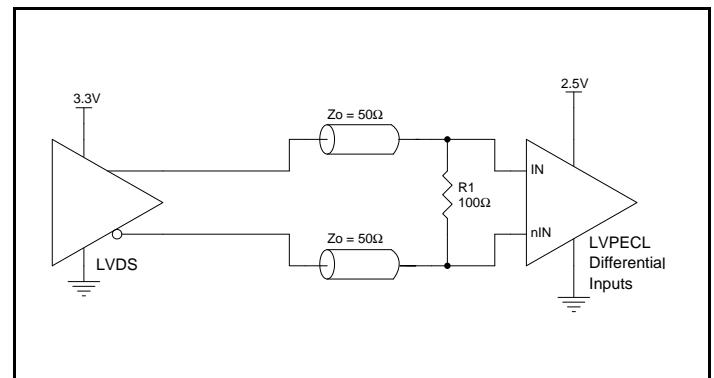 3.3V
2.5V
Zo = 50Ω
IN
R1
100Ω
nIN
Zo = 50Ω
LVDS
LVPECL
Differential
Inputs